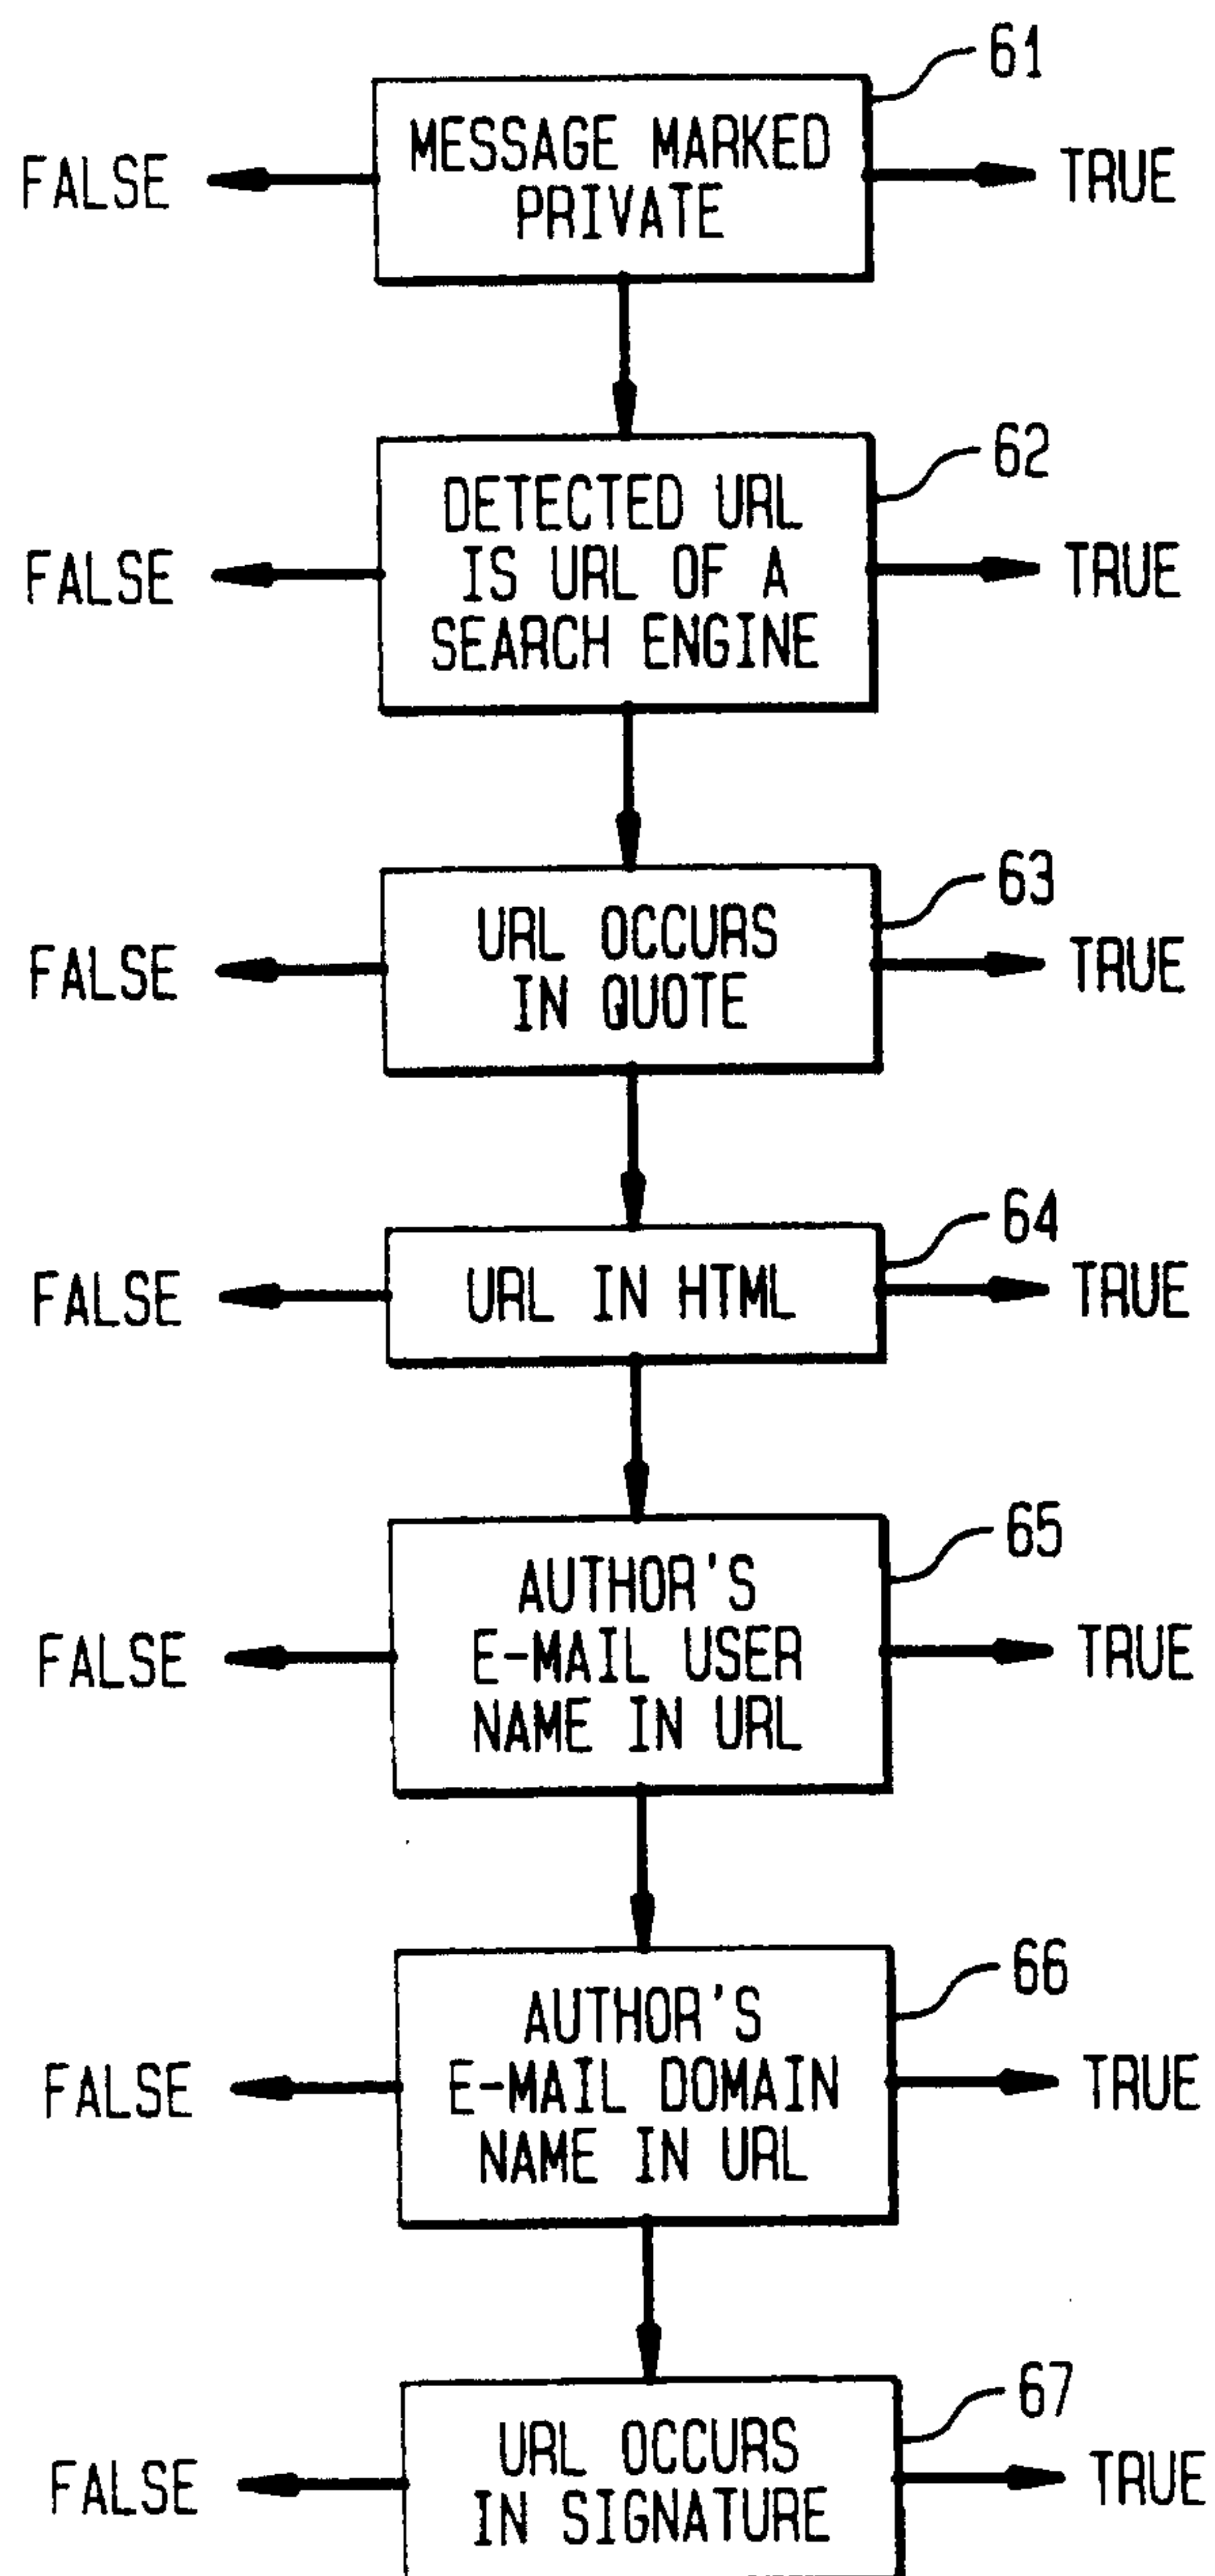 61
MESSAGE MARKED
PRIVATE
FALSE
TRUE
62
DETECTED URL
IS URL OF A
SEARCH ENGINE
FALSE
TRUE
63
URL OCCURS
IN QUOTE
FALSE
TRUE
64
URL IN HTML
FALSE
TRUE
65
AUTHOR'S
E-MAIL USER
NAME IN URL
FALSE
TRUE
66
AUTHOR'S
E-MAIL DOMAIN
NAME IN URL
FALSE
TRUE
67
URL OCCURS
IN SIGNATURE
FALSE
TRUE